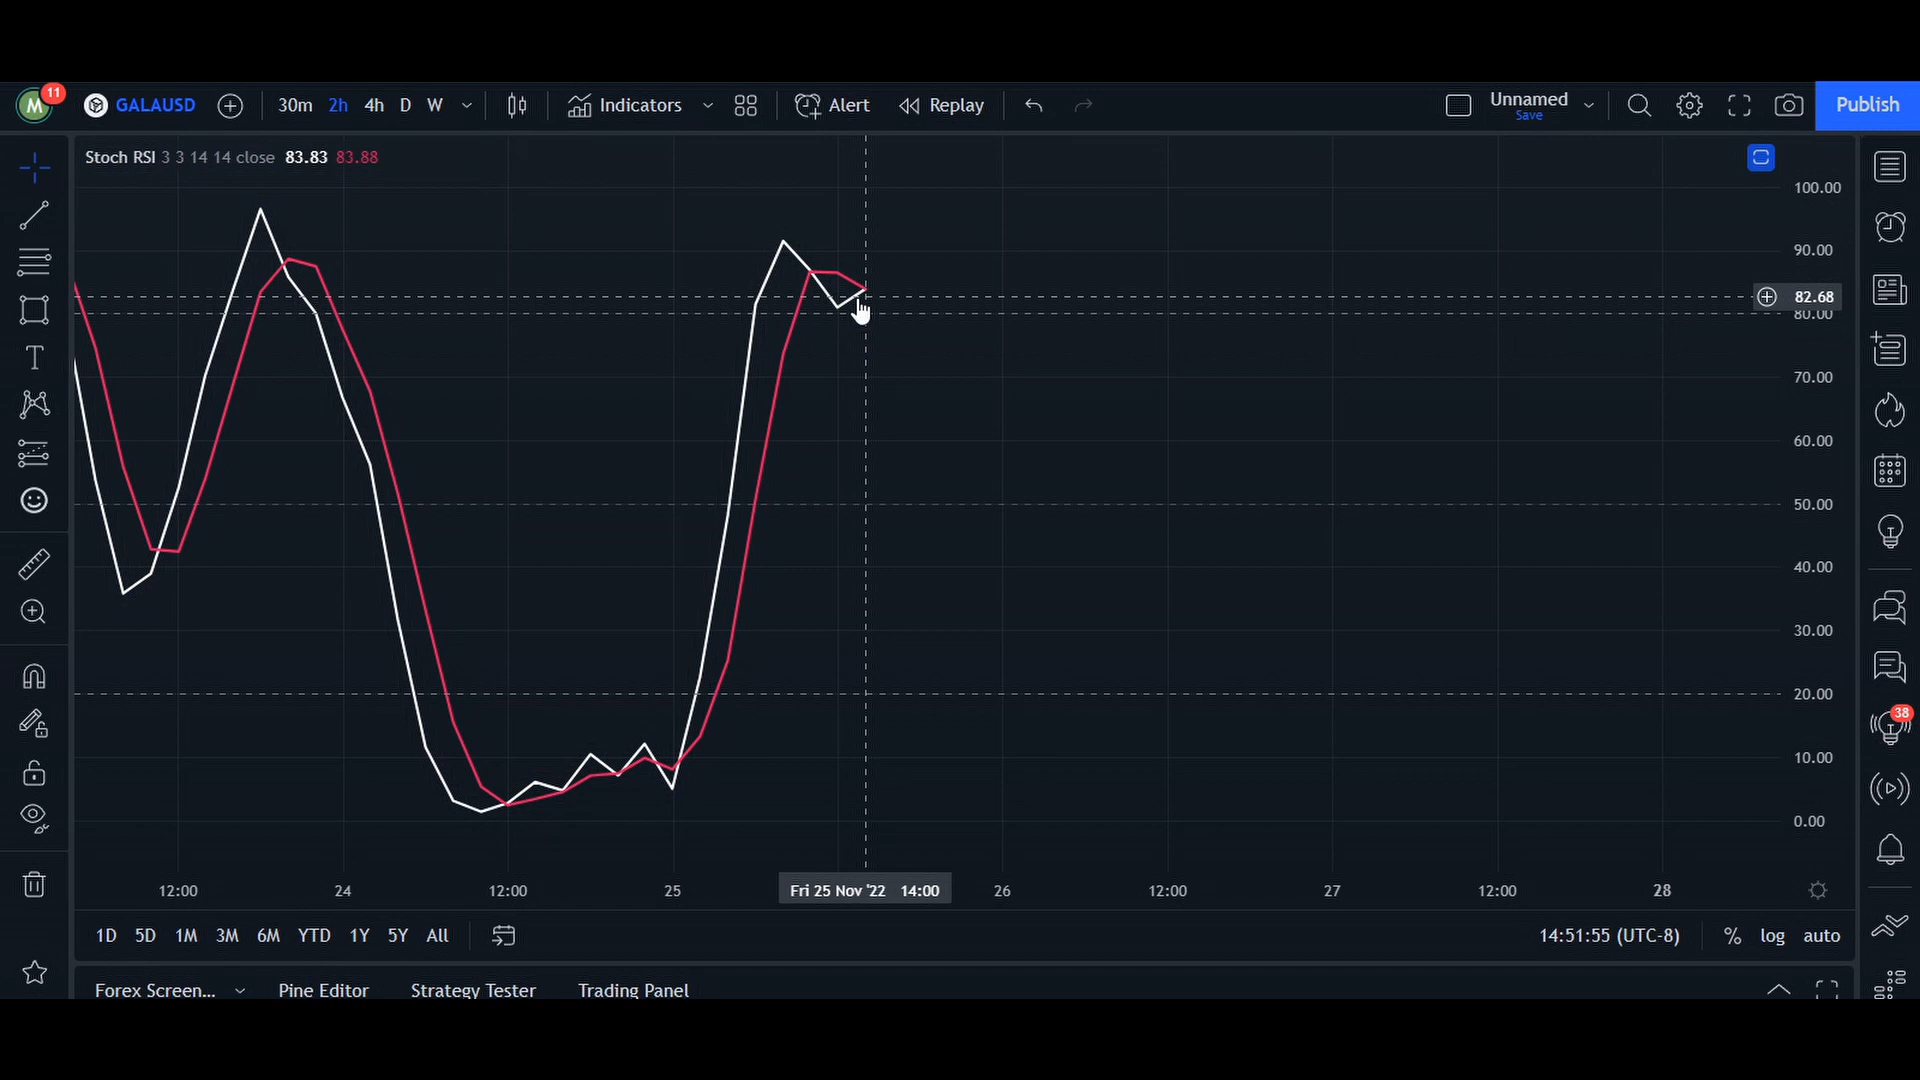 M 11 GALAUSD 30m 2h 4h D W Indicators Alert Replay Unnamed Publish
Save
Stoch RSI 3 3 14 14 close 83.83 83.88
100.00
90.00
82.68
80.00
70.00
60.00
50.00
40.00
30.00
20.00
38
10.00
0.00
12:00 24 12:00 25 Fri 25 Nov '22 14:00 26 12:00 27 12:00 28
1D 5D 1M 3M 6M YTD 1Y 5Y All 14:51:55 (UTC-8) % log auto
Forex Screen... Pine Editor Strategy Tester Trading Panel